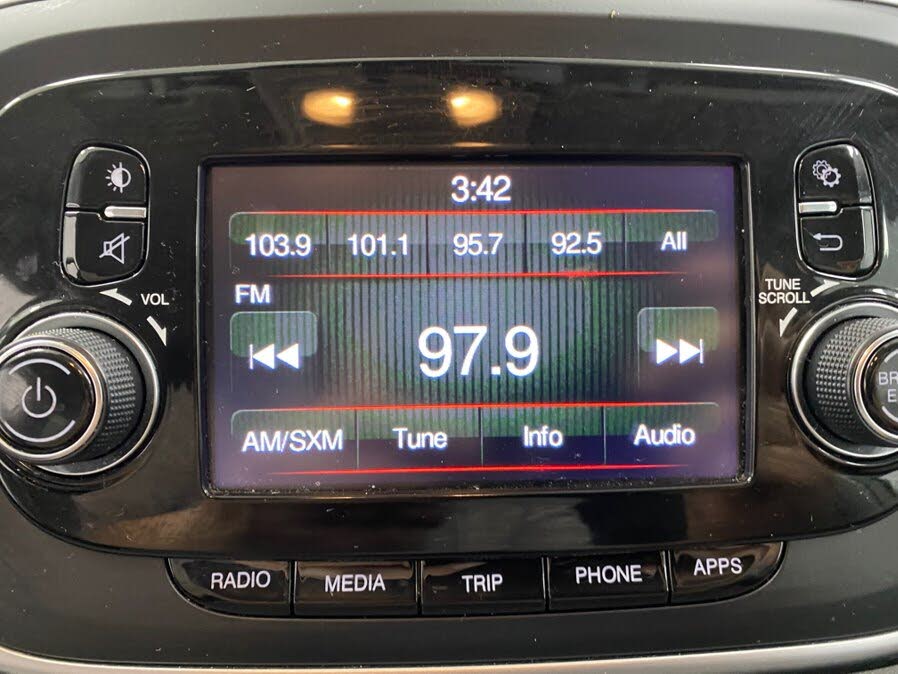 3:42
103.9 101.1 95.7 92.5 All
FM
VOL
TUNE
SCROLL
97.9
AM/SXM Tune Info Audio
RADIO MEDIA TRIP PHONE APPS